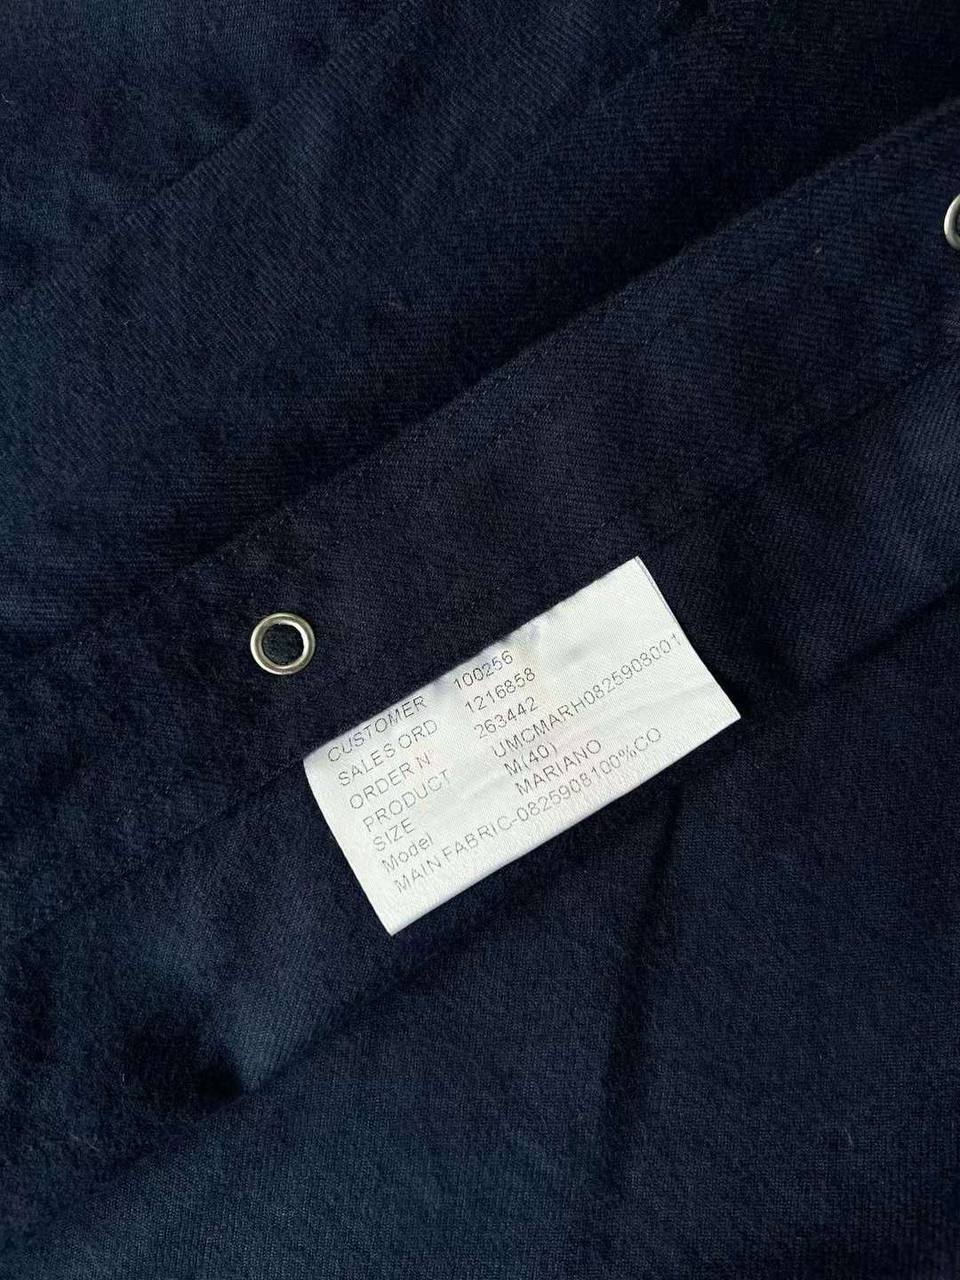 CUSTOMER 100256
SALES ORD 1216858
ORDER N 263442
PRODUCT UMCMARH0825908001
SIZE M(40)
Model MARIANO
MAIN FABRIC-0825908100%CO